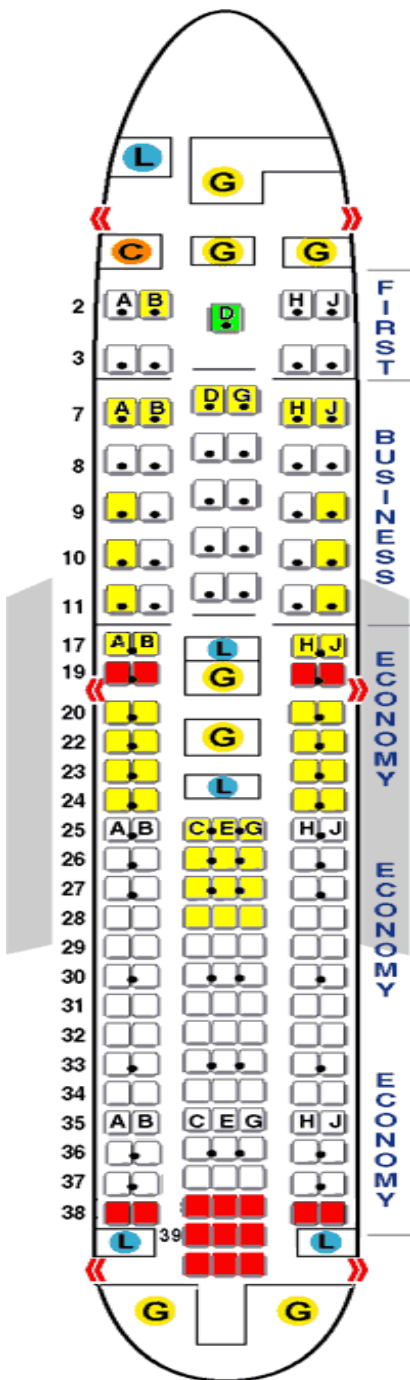 L
G
C G G
2 A B D H J
3
FIRST
7 A B D G H J
8
9
10
11
BUSINESS
17 A B L H J
19 G
20
G
22
23
L
24
ECONOMY
25 A B C E G H J
26
27
28
29
30
ECONOMY
31
32
33
34
35 A B C E G H J
36
37
38
ECONOMY
L 39 L
G G